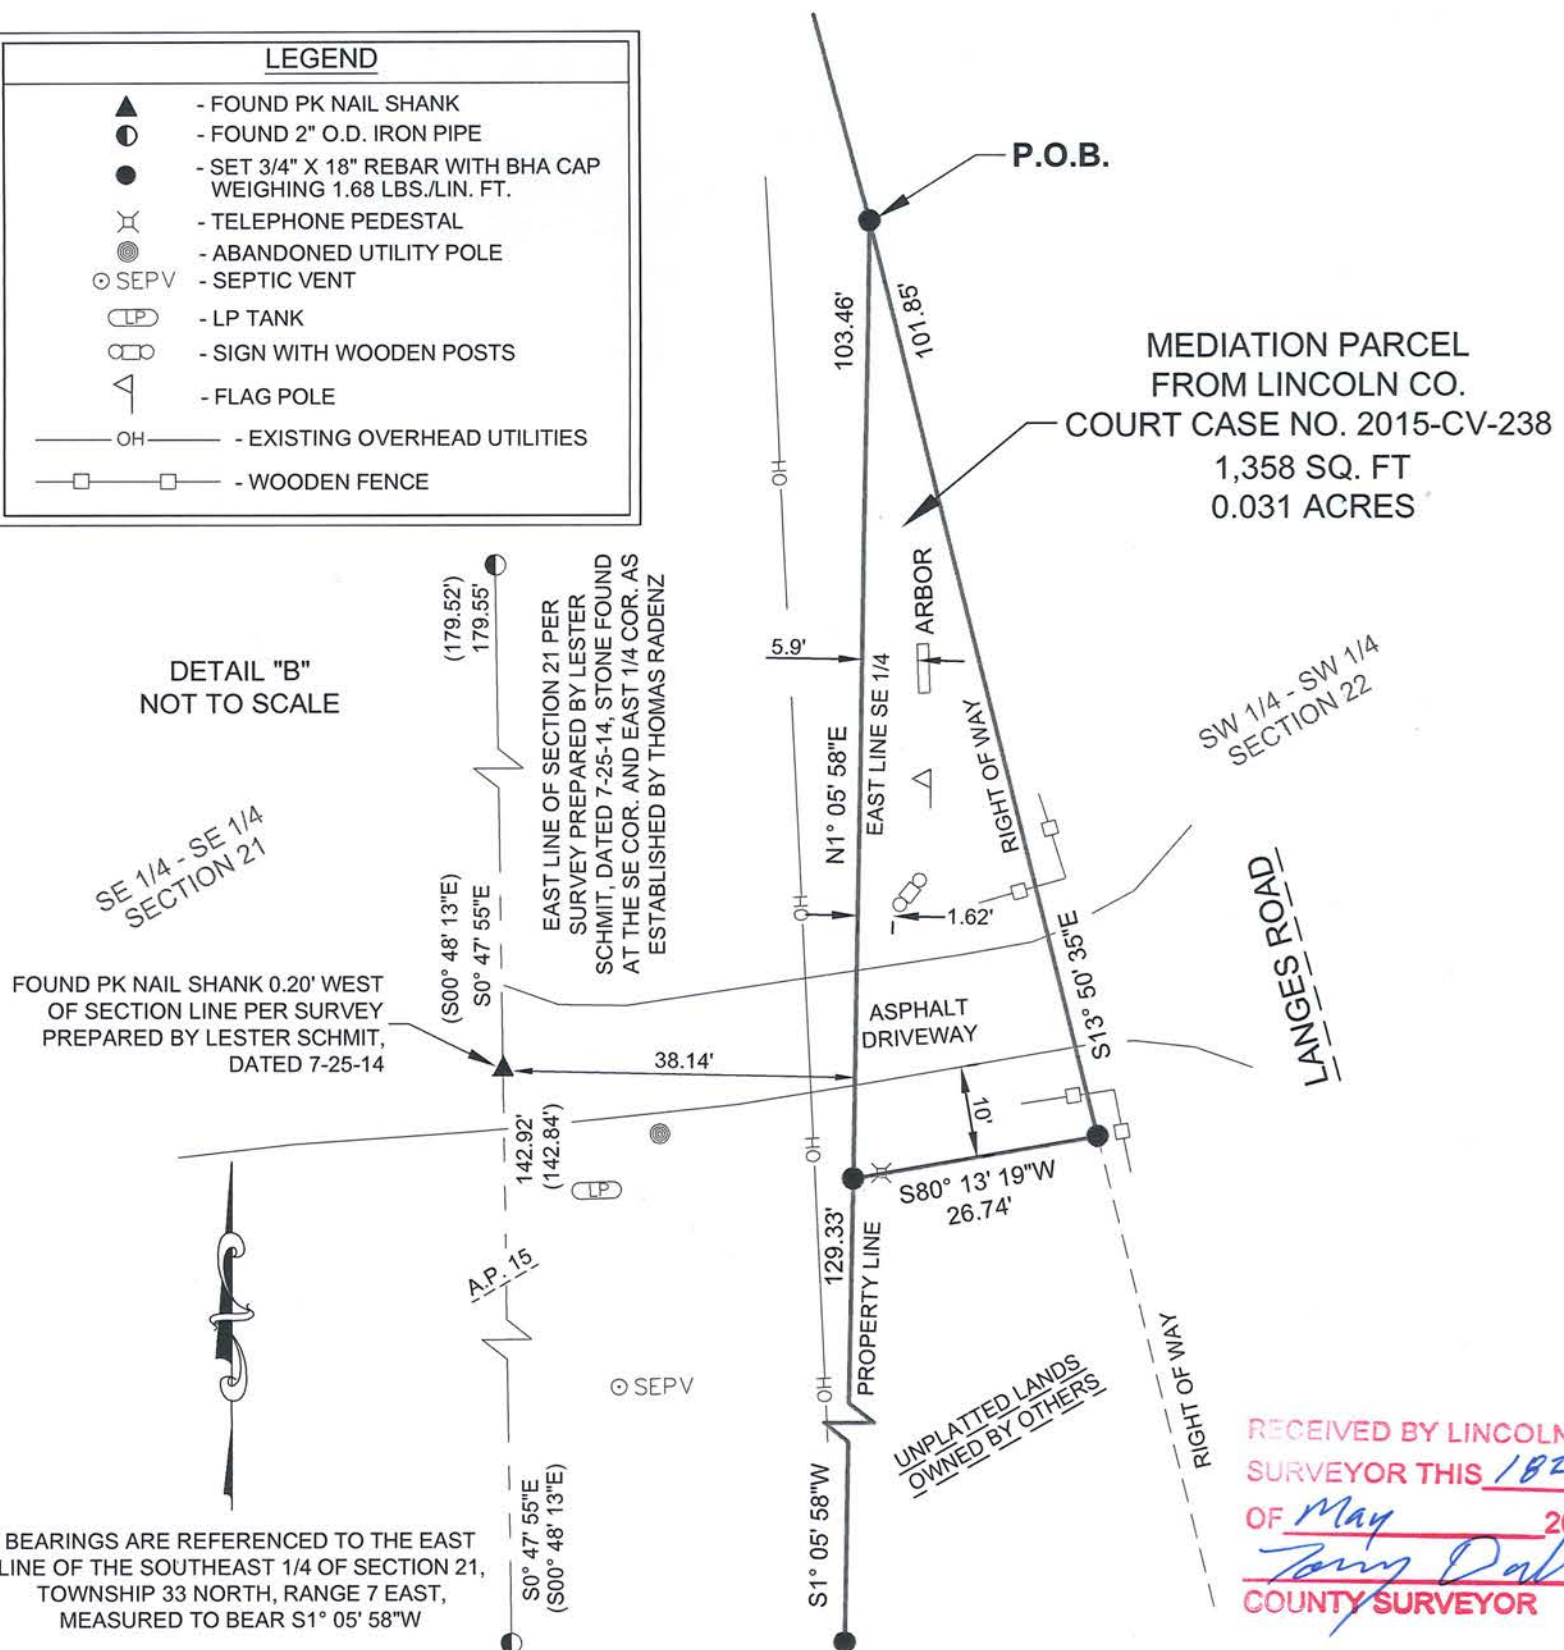 LEGEND
- FOUND PK NAIL SHANK
- FOUND 2" O.D. IRON PIPE
- SET 3/4" X 18" REBAR WITH BHA CAP
WEIGHING 1.68 LBS./LIN. FT.
- TELEPHONE PEDESTAL
- ABANDONED UTILITY POLE
SEPV - SEPTIC VENT
LP - LP TANK
- SIGN WITH WOODEN POSTS
- FLAG POLE
OH - EXISTING OVERHEAD UTILITIES
- WOODEN FENCE
P.O.B.
103.46'
101.85'
MEDIATION PARCEL
FROM LINCOLN CO.
COURT CASE NO. 2015-CV-238
1,358 SQ. FT
0.031 ACRES
OH
DETAIL "B"
NOT TO SCALE
(179.52')
179.55'
EAST LINE OF SECTION 21 PER
SURVEY PREPARED BY LESTER
SCHMIT, DATED 7-25-14, STONE FOUND
AT THE SE COR. AND EAST 1/4 COR. AS
ESTABLISHED BY THOMAS RADENZ
5.9'
ARBOR
N1° 05' 58"E
EAST LINE SE 1/4
RIGHT OF WAY
SW 1/4 - SW 1/4
SECTION 22
SE 1/4 - SE 1/4
SECTION 21
(S00° 48' 13"E)
S0° 47' 55"E
OH
1.62'
S13° 50' 35"E
LANGES ROAD
FOUND PK NAIL SHANK 0.20' WEST
OF SECTION LINE PER SURVEY
PREPARED BY LESTER SCHMIT,
DATED 7-25-14
38.14'
ASPHALT
DRIVEWAY
10'
142.92'
(142.84')
LP
OH
S80° 13' 19"W
26.74'
129.33'
PROPERTY LINE
A.P. 15
SEPV
OH
UNPLATTED LANDS
OWNED BY OTHERS
RIGHT OF WAY
S0° 47' 55"E
(S00° 48' 13"E)
S1° 05' 58"W
BEARINGS ARE REFERENCED TO THE EAST
LINE OF THE SOUTHEAST 1/4 OF SECTION 21,
TOWNSHIP 33 NORTH, RANGE 7 EAST,
MEASURED TO BEAR S1° 05' 58"W
RECEIVED BY LINCOLN
SURVEYOR THIS
OF May 20
Tony
COUNTY SURVEYOR